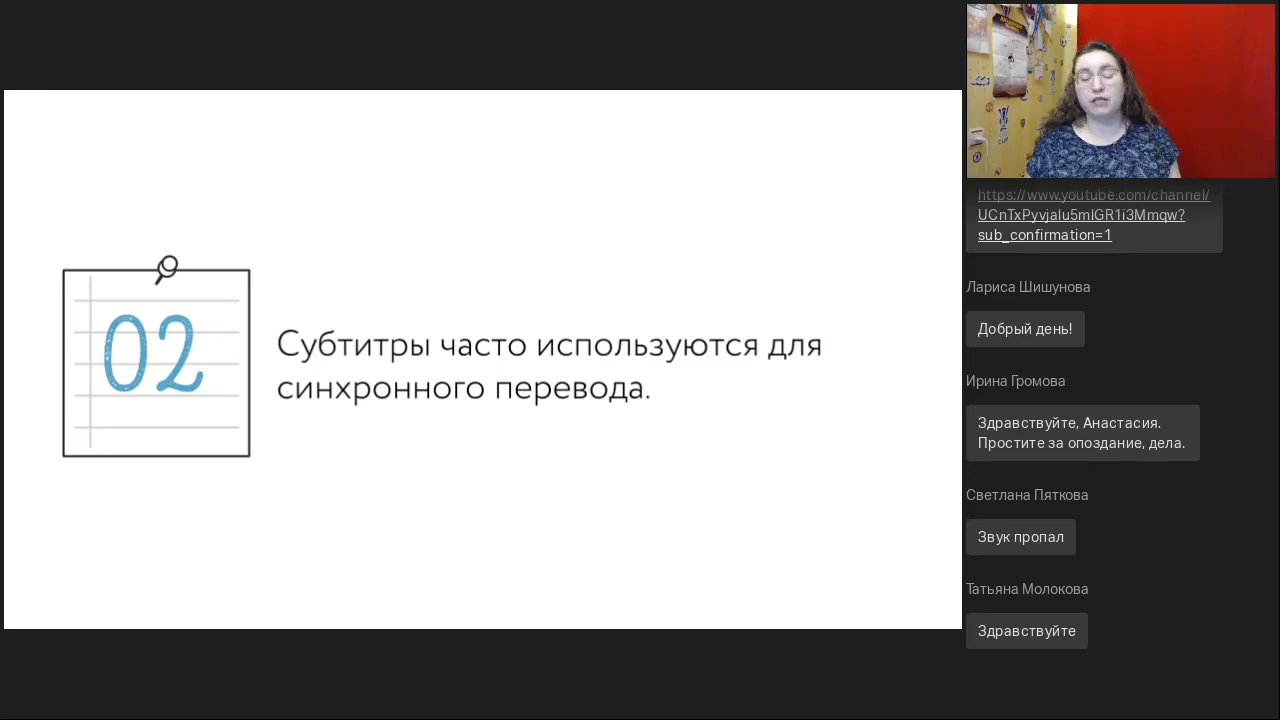 02
Субтитры часто используются для
синхронного перевода.
https://www.youtube.com/channel/
UCnTxPyvjalu5mlGR1i3Mmqw?
sub_confirmation=1
Лариса Шишунова
Добрый день!
Ирина Громова
Здравствуйте, Анастасия.
Простите за опоздание, дела.
Светлана Пяткова
Звук пропал
Татьяна Молокова
Здравствуйте